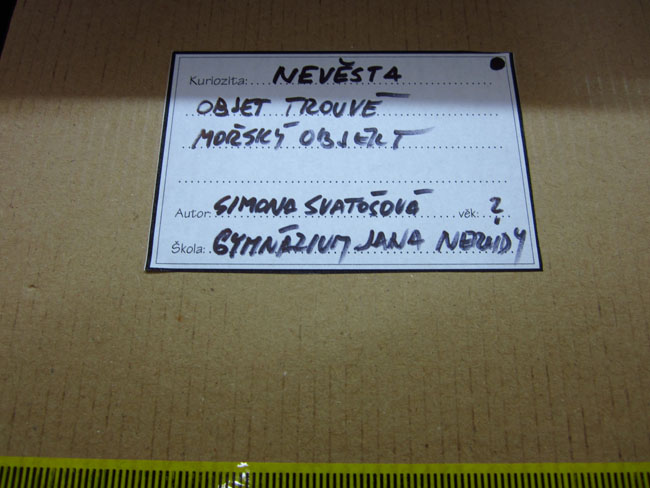 Kuriozita: NEVĚSTA
OBJET TROUVÉ
MOŘSKÝ OBJEKT
Autor: SIMONA SVATOŠOVÁ věk: ?
Škola: GYMNÁZIUM JANA NERUDY